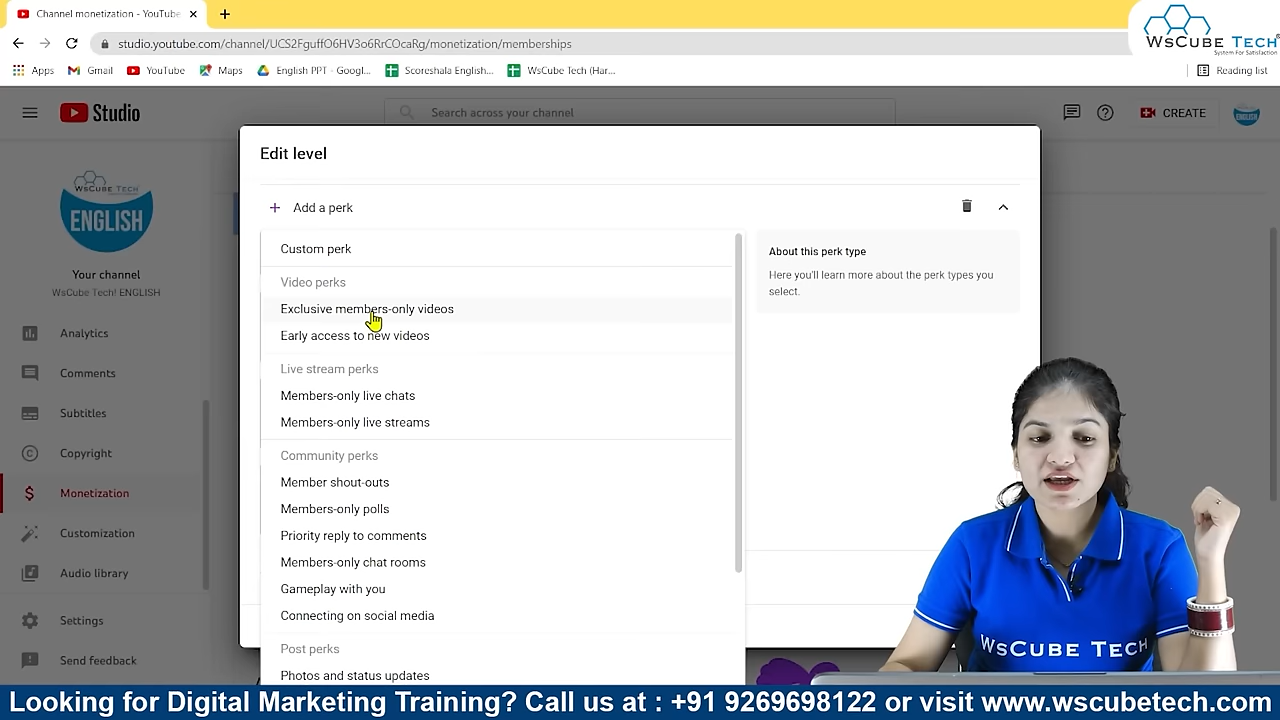 Channel monetization - YouTube
studio.youtube.com/channel/UCS2FguffO6HV3o6RrCOcaRg/monetization/memberships
WSCUBE TECH
System For Satisfaction
Apps
Email
YouTube
Maps
English PPT - Googl...
Scoreshala English...
WsCube Tech (Har...
Reading list
Studio
Search across your channel
CREATE
ENGLISH
WSCUBE TECH
ENGLISH
Your channel
WsCube Tech! ENGLISH
Analytics
Comments
Subtitles
Copyright
Monetization
Customization
Audio library
Settings
Send feedback
Edit level
+ Add a perk
Custom perk
Video perks
Exclusive members-only videos
Early access to new videos
Live stream perks
Members-only live chats
Members-only live streams
Community perks
Member shout-outs
Members-only polls
Priority reply to comments
Members-only chat rooms
Gameplay with you
Connecting on social media
Post perks
Photos and status updates
About this perk type
Here you'll learn more about the perk types you
select.
WSCUBE TECH
Looking for Digital Marketing Training? Call us at : +91 9269698122 or visit www.wscubetech.com